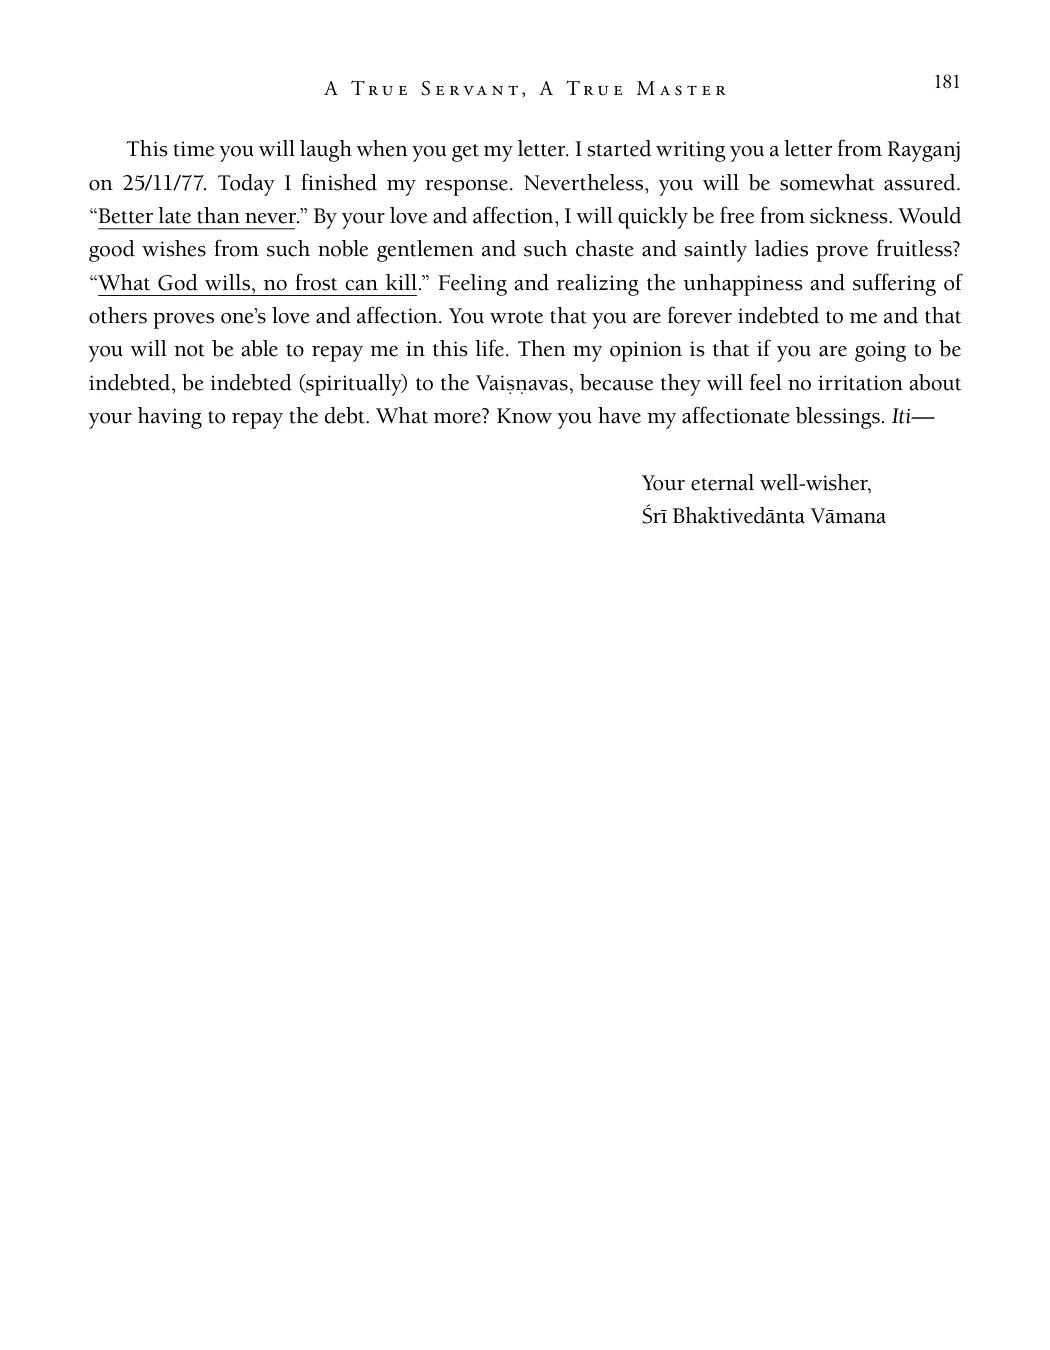 A True Servant, A True Master
181
This time you will laugh when you get my letter. I started writing you a letter from Rayganj
on 25/11/77. Today I finished my response. Nevertheless, you will be somewhat assured.
“Better late than never.” By your love and affection, I will quickly be free from sickness. Would
good wishes from such noble gentlemen and such chaste and saintly ladies prove fruitless?
“What God wills, no frost can kill.” Feeling and realizing the unhappiness and suffering of
others proves one’s love and affection. You wrote that you are forever indebted to me and that
you will not be able to repay me in this life. Then my opinion is that if you are going to be
indebted, be indebted (spiritually) to the Vaiṣṇavas, because they will feel no irritation about
your having to repay the debt. What more? Know you have my affectionate blessings. Iti—
Your eternal well-wisher,
Śrī Bhaktivedānta Vāmana